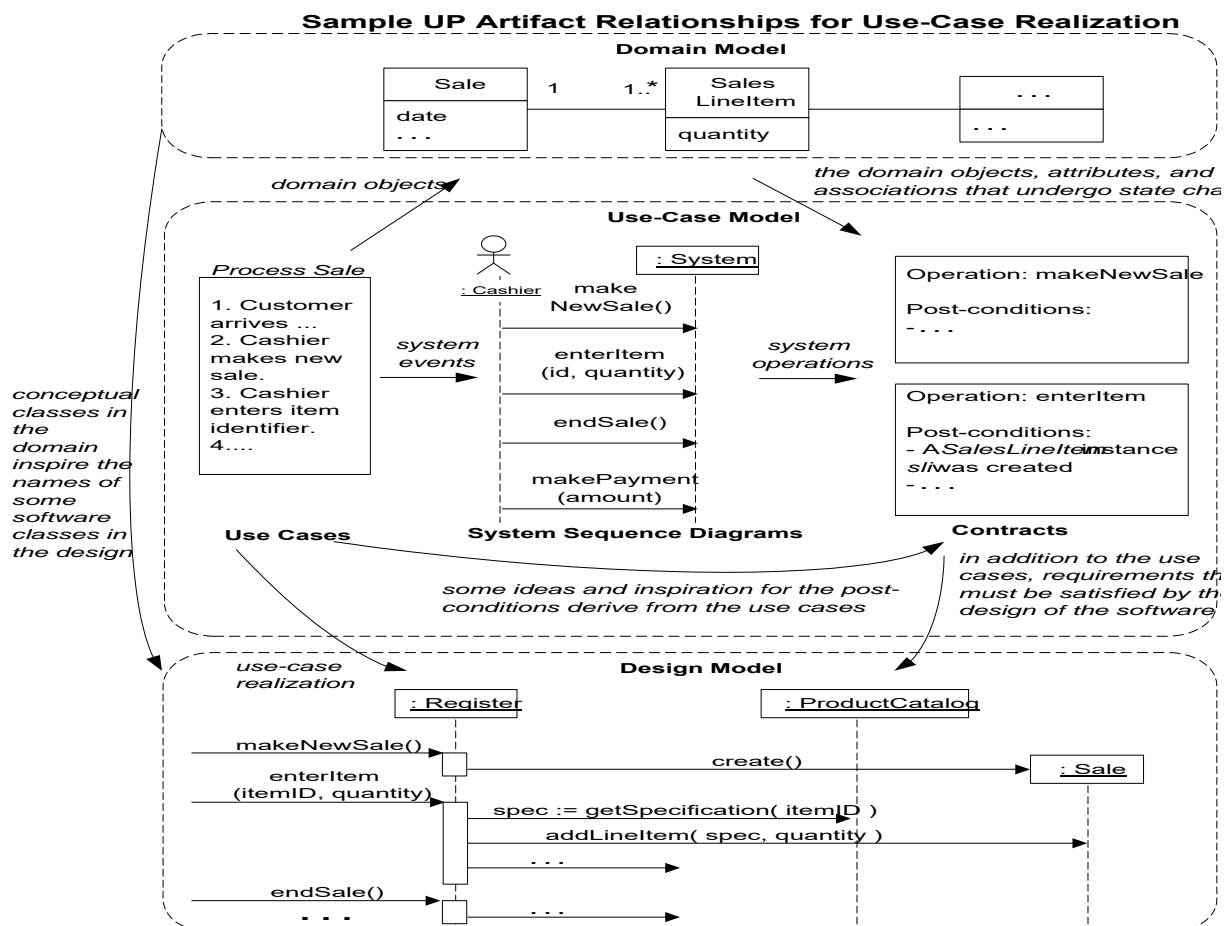 Sample UP Artifact Relationships for Use-Case Realization
Domain Model
Sale
1
1..*
Sales
LineItem
. . .
date
. . .
quantity
. . .
domain objects
the domain objects, attributes, and
associations that undergo state cha
Use-Case Model
Process Sale
1. Customer
arrives ...
2. Cashier
makes new
sale.
3. Cashier
enters item
identifier.
4....
Use Cases
system
events
: Cashier
: System
make
NewSale()
enterItem
(id, quantity)
endSale()
makePayment
(amount)
System Sequence Diagrams
system
operations
Operation: makeNewSale
Post-conditions:
- . . .
Operation: enterItem
Post-conditions:
- A SalesLineItem instance
sli was created
- . . .
Contracts
conceptual
classes in
the
domain
inspire the
names of
some
software
classes in
the design
some ideas and inspiration for the post-
conditions derive from the use cases
in addition to the use
cases, requirements th
must be satisfied by the
design of the software
Design Model
use-case
realization
: Register
: ProductCatalog
makeNewSale()
create()
: Sale
enterItem
(itemID, quantity)
spec := getSpecification( itemID )
addLineItem( spec, quantity )
. . .
endSale()
. . .
. . .